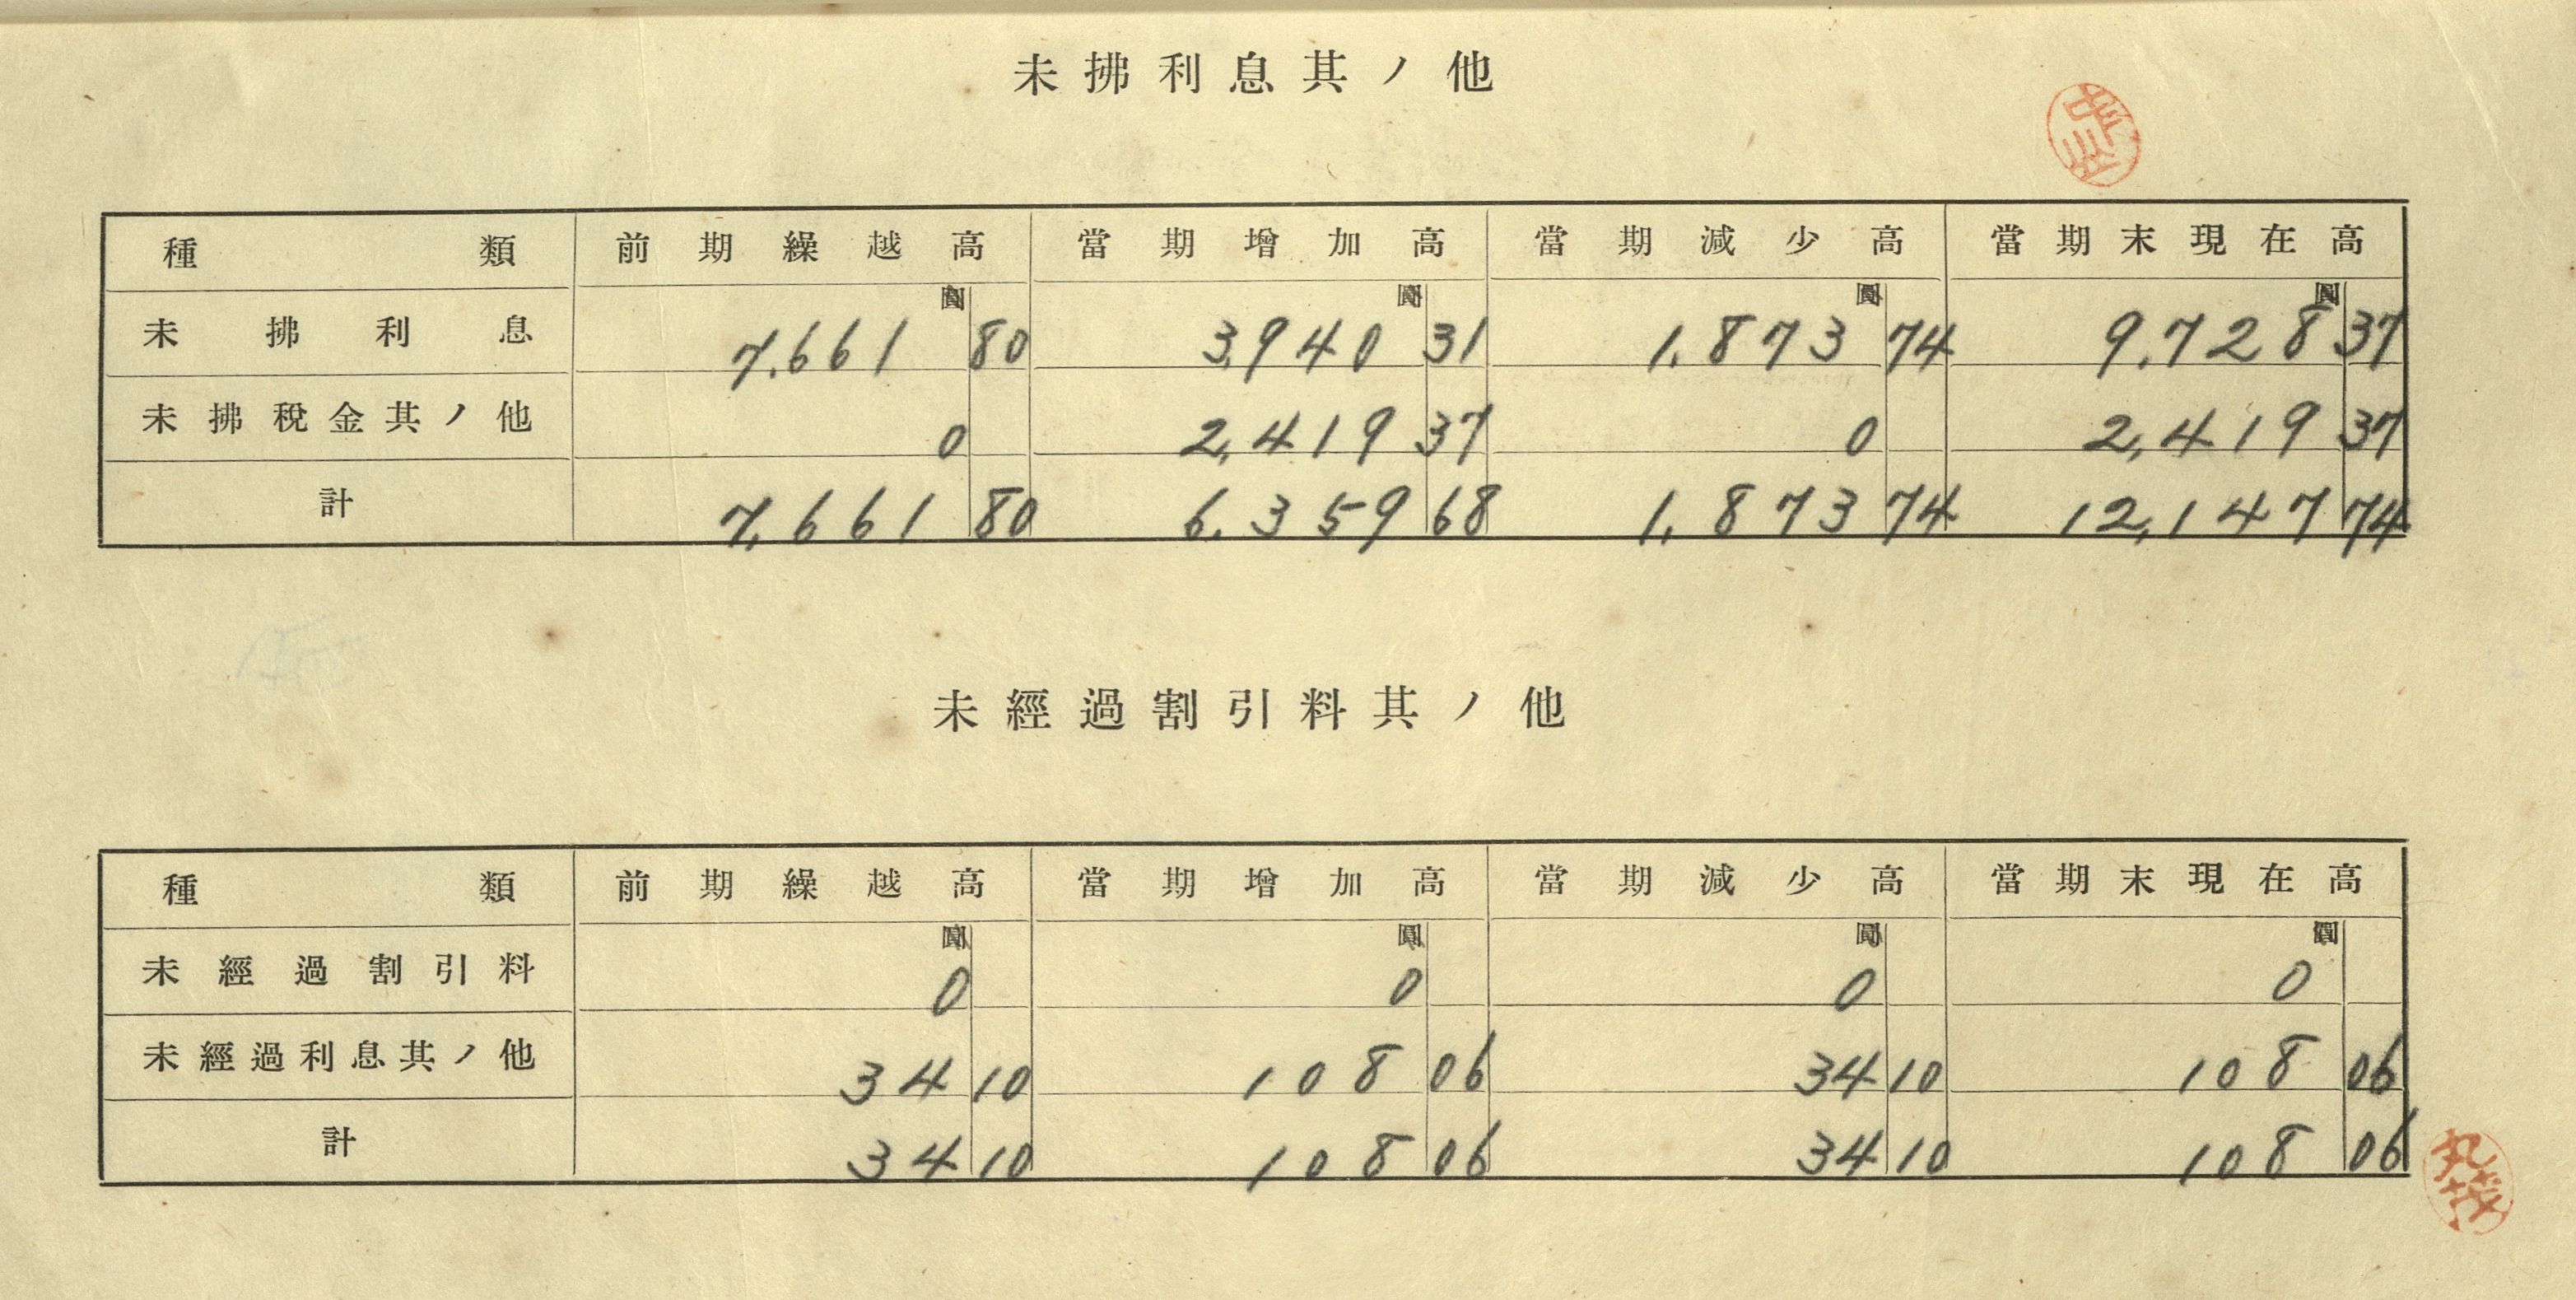 未拂利息其ノ他
種類 前期繰越高 當期增加高 當期減少高 當期末現在高
圓 圓 圓 圓
未拂利息 7,661 80 3,940 31 1,873 74 9,728 37
未拂税金其ノ他 0 2,419 37 0 2,419 37
計 7,661 80 6,359 68 1,873 74 12,147 74
未經過割引料其ノ他
種類 前期繰越高 當期增加高 當期減少高 當期末現在高
圓 圓 圓 圓
未經過割引料 0 0 0 0
未經過利息其ノ他 34 10 108 06 34 10 108 06
計 34 10 108 06 34 10 108 06